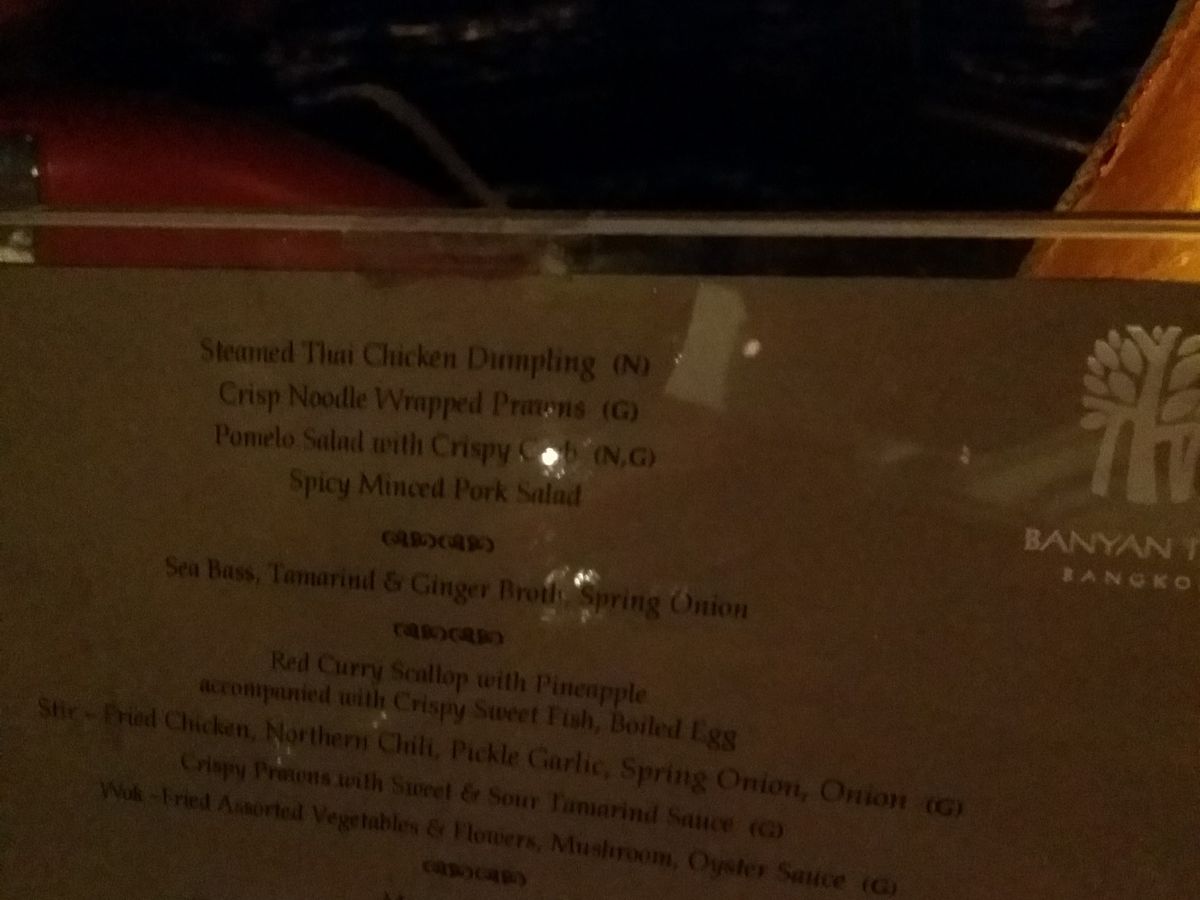 Steamed Thai Chicken Dumpling (N)
Crisp Noodle Wrapped Prawns (G)
Pomelo Salad with Crispy (N,G)
Spicy Minced Pork Salad
Sea Bass, Tamarind & Ginger Broth, Spring Onion
Red Curry Scallop with Pineapple
accompanied with Crispy Sweet Fish, Boiled Egg
Stir - Fried Chicken, Northern Chili, Pickle Garlic, Spring Onion, Onion (G)
Crispy Prawns with Sweet & Sour Tamarind Sauce (G)
Wok -Fried Assorted Vegetables & Flowers, Mushroom, Oyster Sauce (G)
BANYAN T
BANGKO